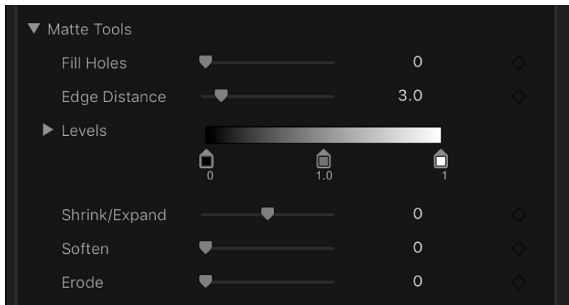 Matte Tools
Fill Holes 0
Edge Distance 3.0
Levels
0 1.0 1
Shrink/Expand 0
Soften 0
Erode 0